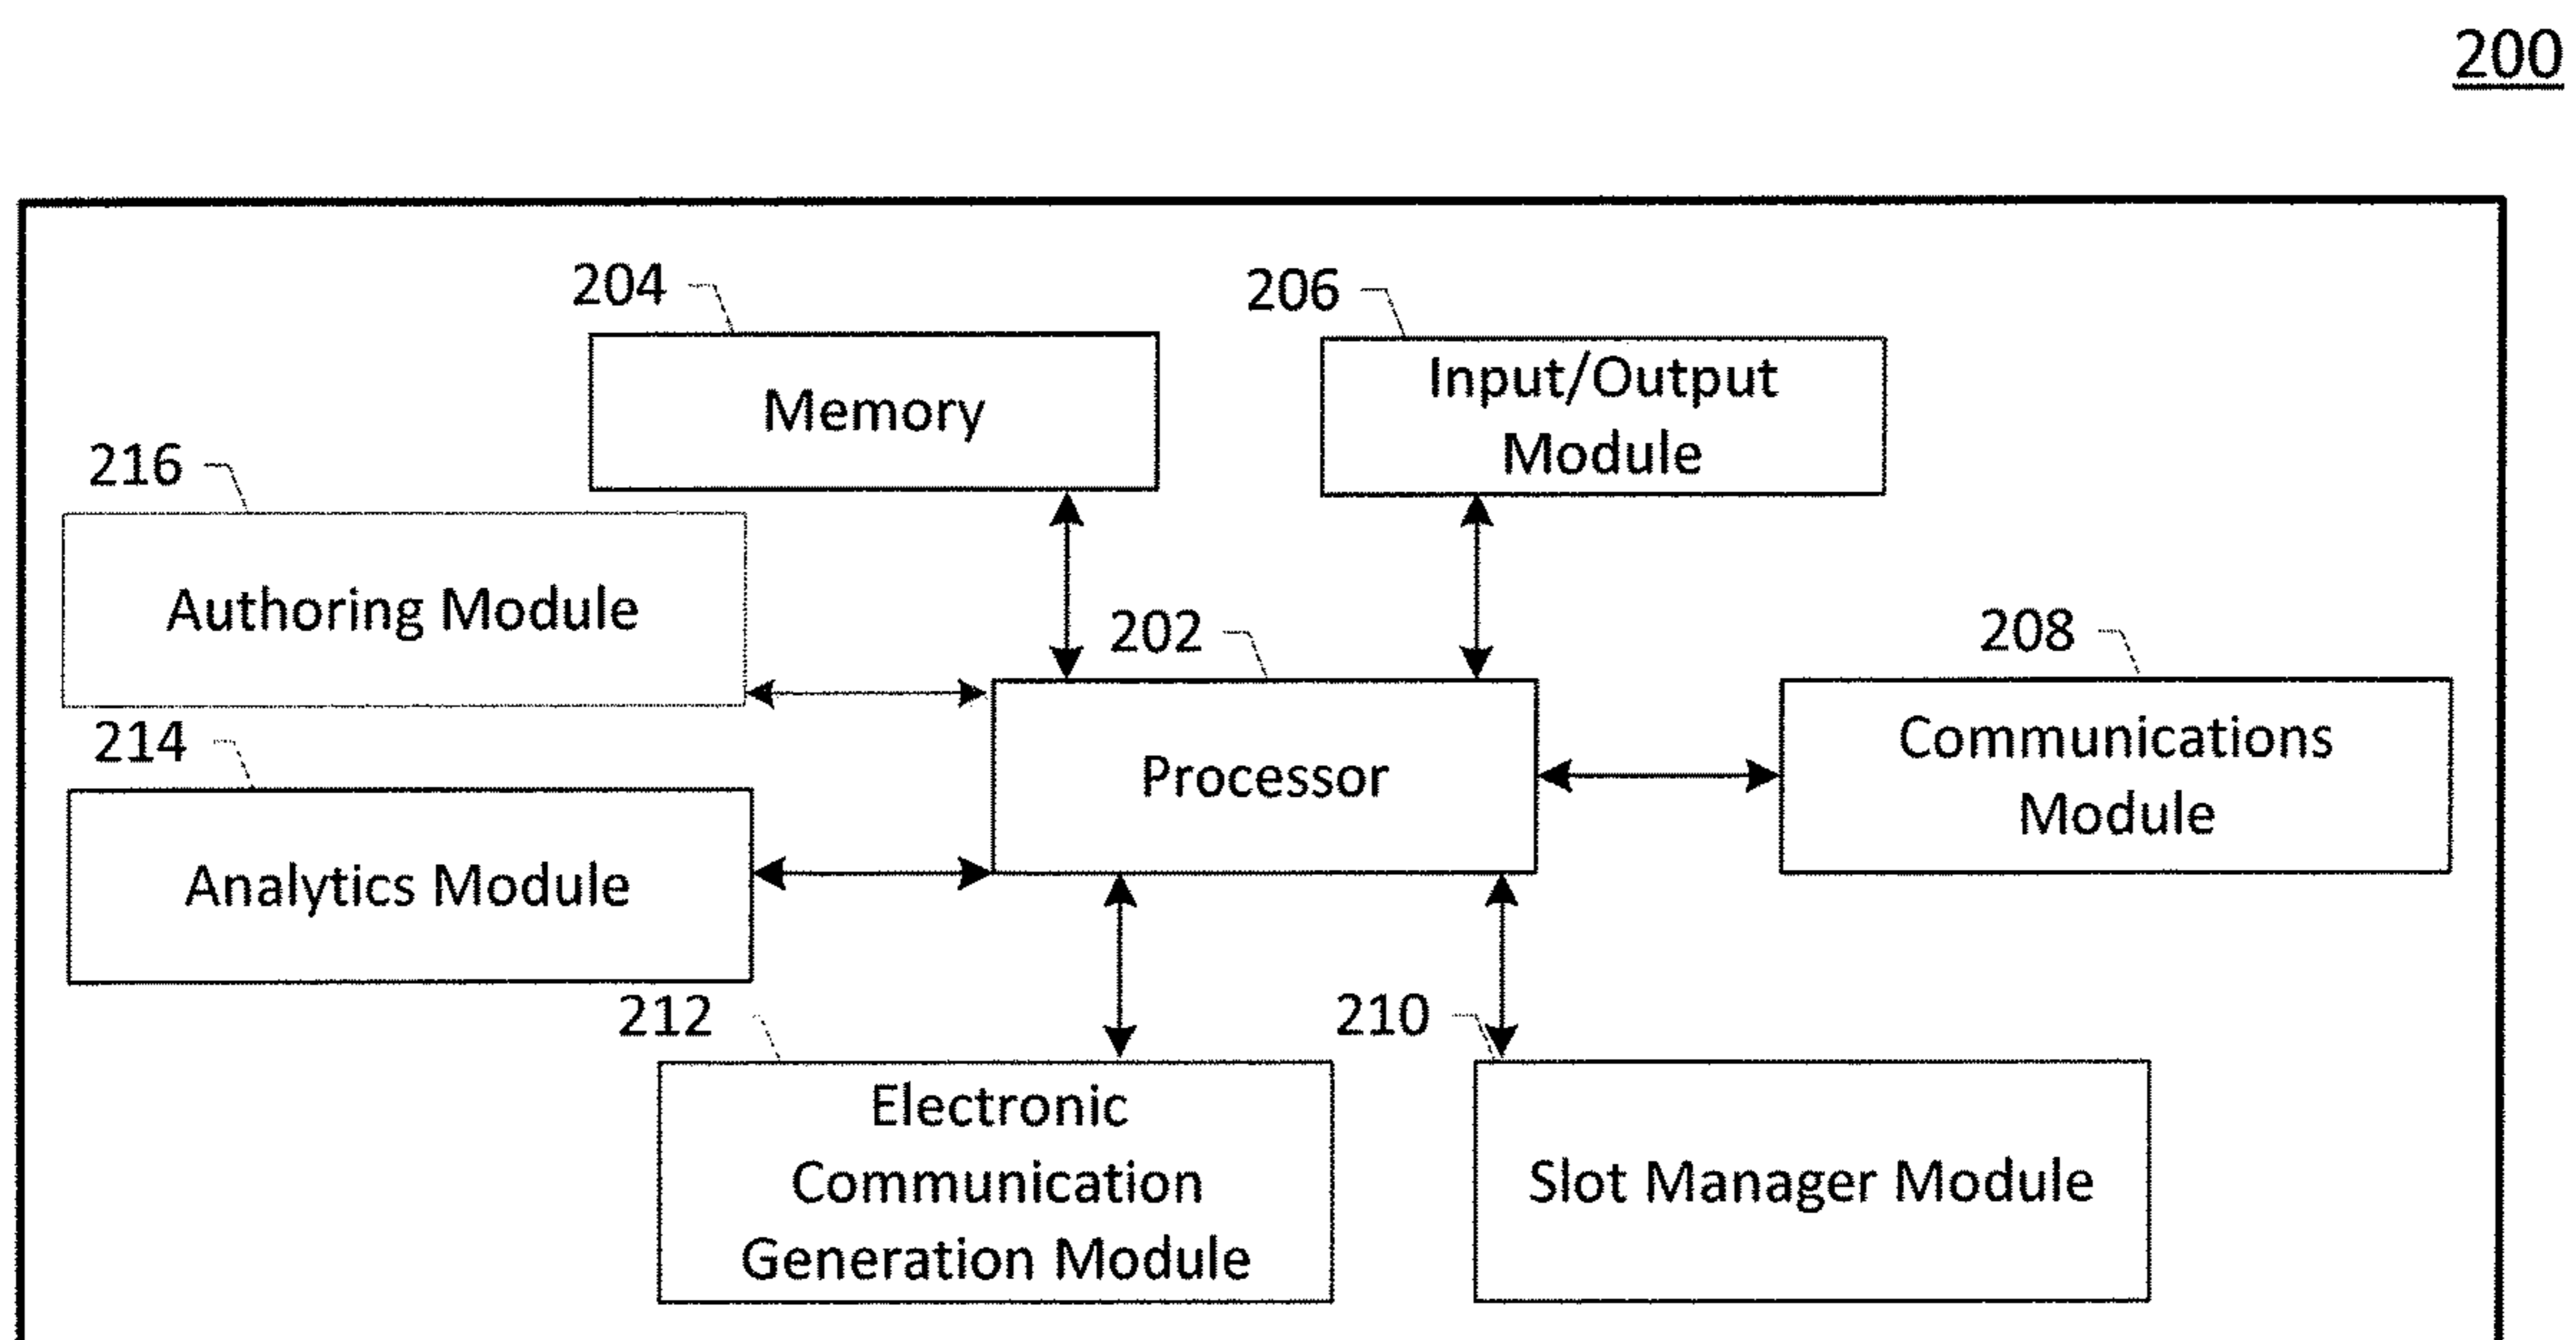 200
204
206
Memory
Input/Output
Module
216
Authoring Module
202
208
214
Processor
Communications
Module
Analytics Module
212
210
Electronic
Communication
Generation Module
Slot Manager Module